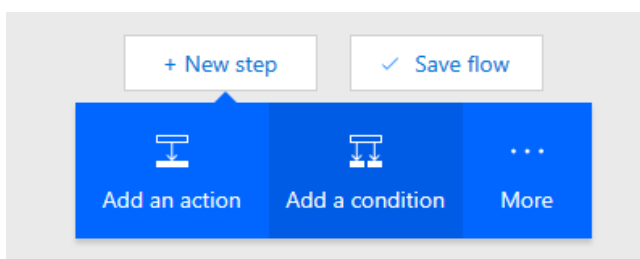 + New step
Save flow
Add an action
Add a condition
More